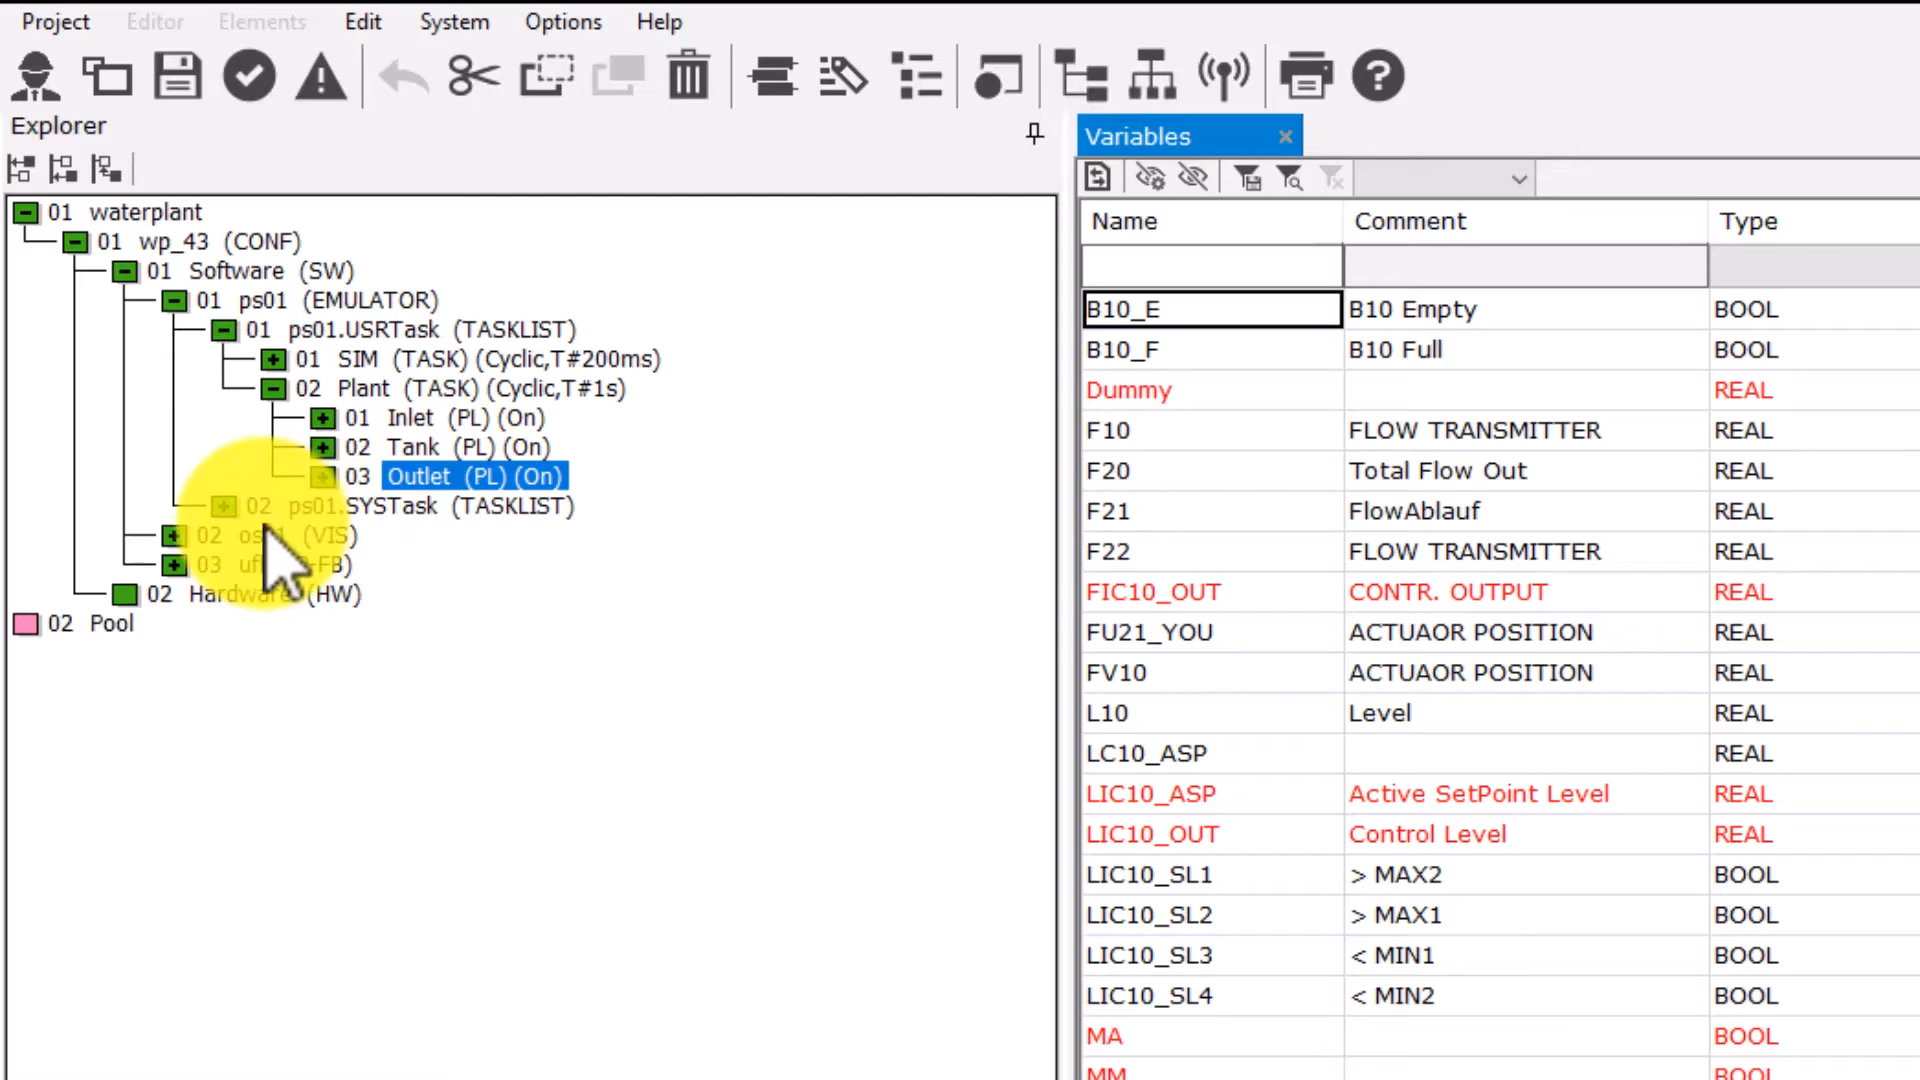 Project Editor Elements Edit System Options Help
Explorer
01 waterplant
01 wp_43 (CONF)
01 Software (SW)
01 ps01 (EMULATOR)
01 ps01.USRTask (TASKLIST)
01 SIM (TASK)(Cyclic,T#200ms)
02 Plant (TASK)(Cyclic,T#1s)
01 Inlet (PL)(On)
02 Tank (PL)(On)
03 Outlet (PL)(On)
02 ps01.SYSTask (TASKLIST)
02 (VIS)
03
02 Hardware (HW)
02 Pool
Variables
Name Comment Type
B10_E B10 Empty BOOL
B10_F B10 Full BOOL
Dummy REAL
F10 FLOW TRANSMITTER REAL
F20 Total Flow Out REAL
F21 FlowAblauf REAL
F22 FLOW TRANSMITTER REAL
FIC10_OUT CONTR. OUTPUT REAL
FU21_YOU ACTUAOR POSITION REAL
FV10 ACTUAOR POSITION REAL
L10 Level REAL
LC10_ASP REAL
LIC10_ASP Active SetPoint Level REAL
LIC10_OUT Control Level REAL
LIC10_SL1 > MAX2 BOOL
LIC10_SL2 > MAX1 BOOL
LIC10_SL3 < MIN1 BOOL
LIC10_SL4 < MIN2 BOOL
MA BOOL
MM BOOL